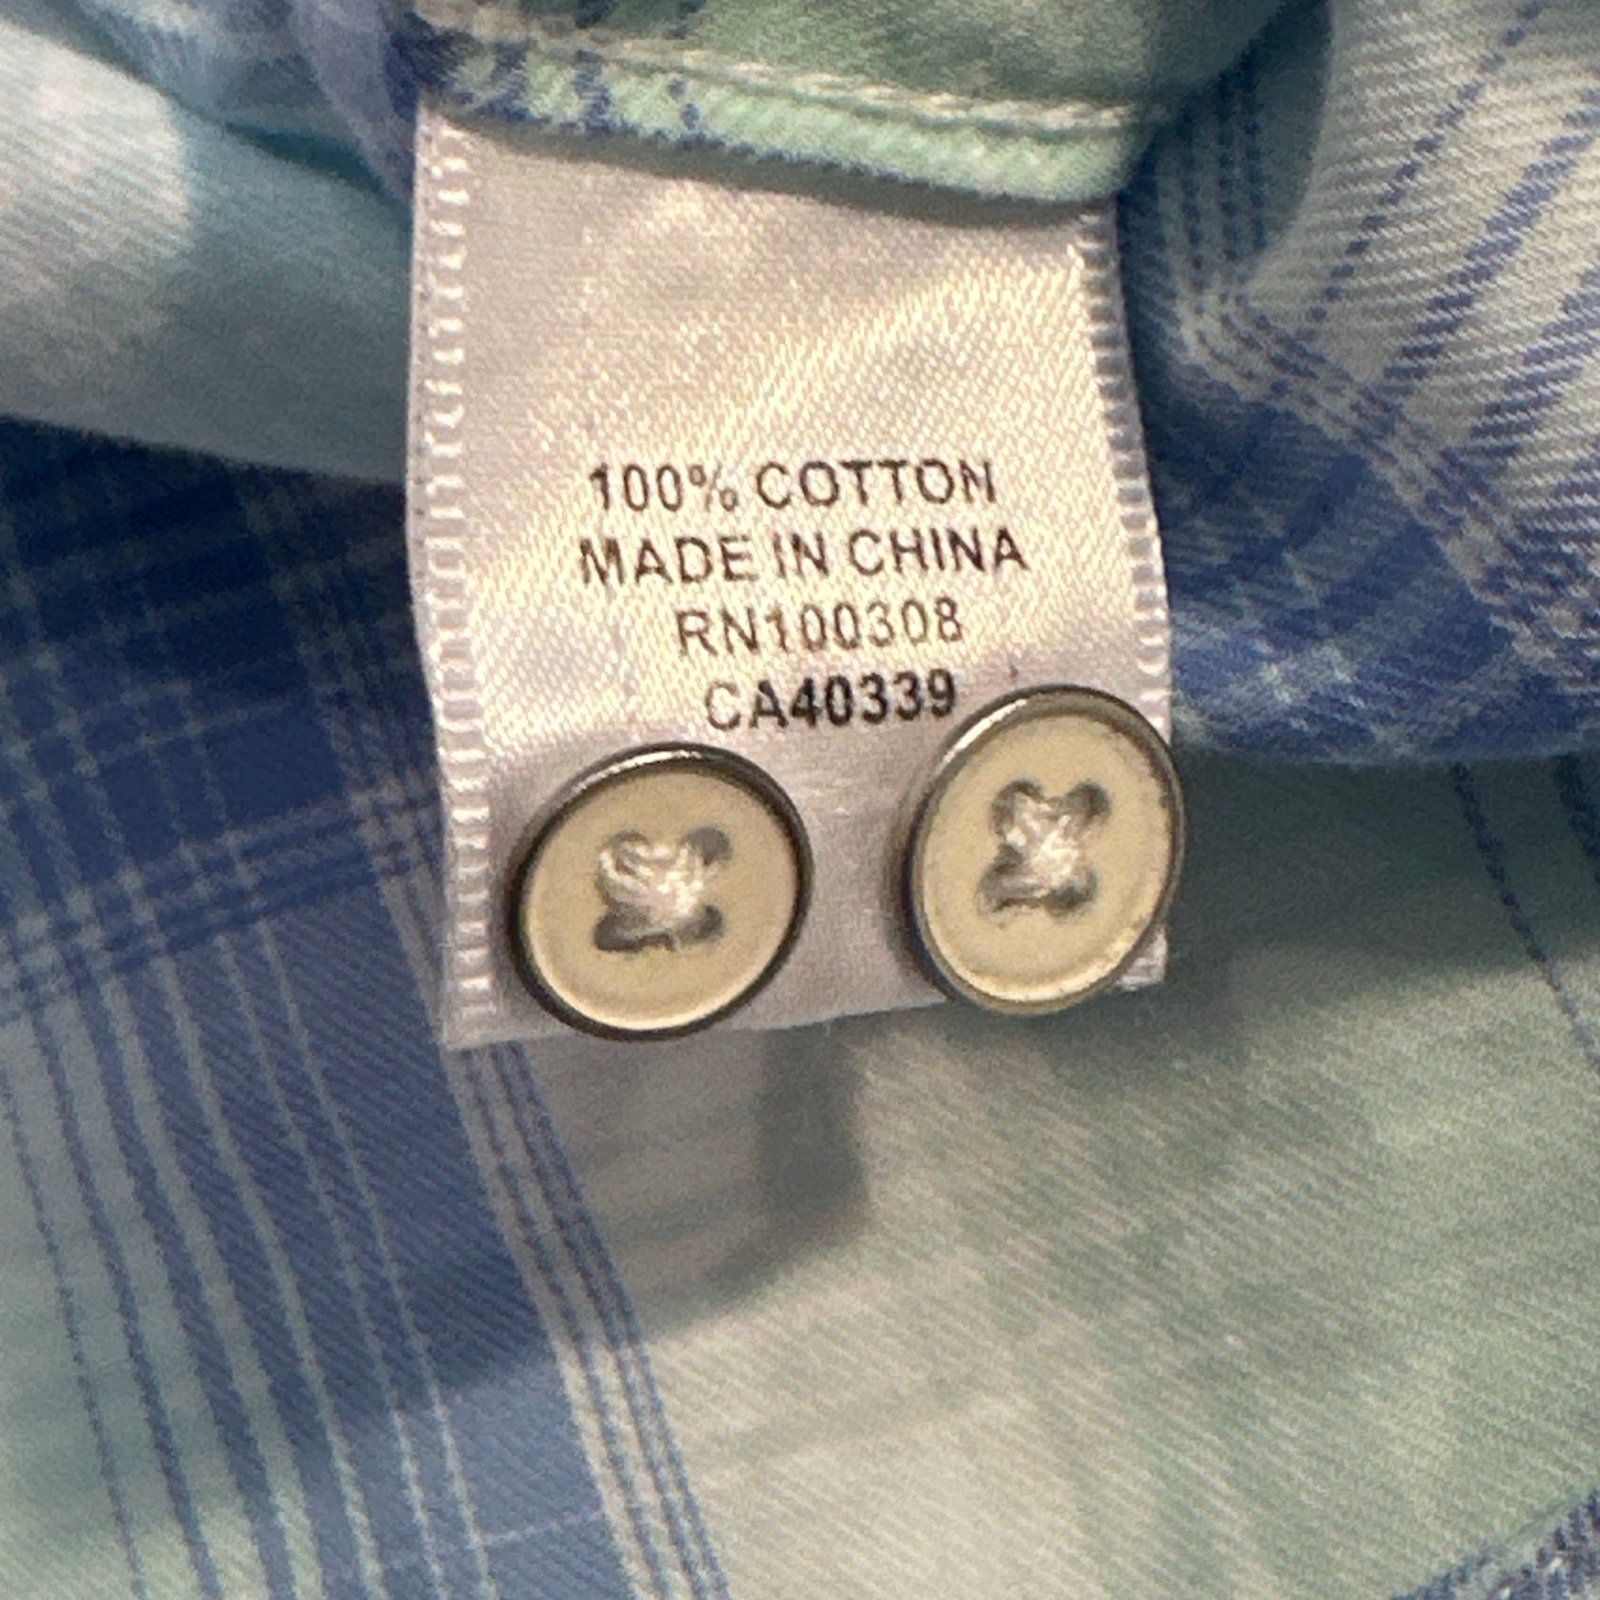 100% COTTON
MADE IN CHINA
RN100308
CA40339